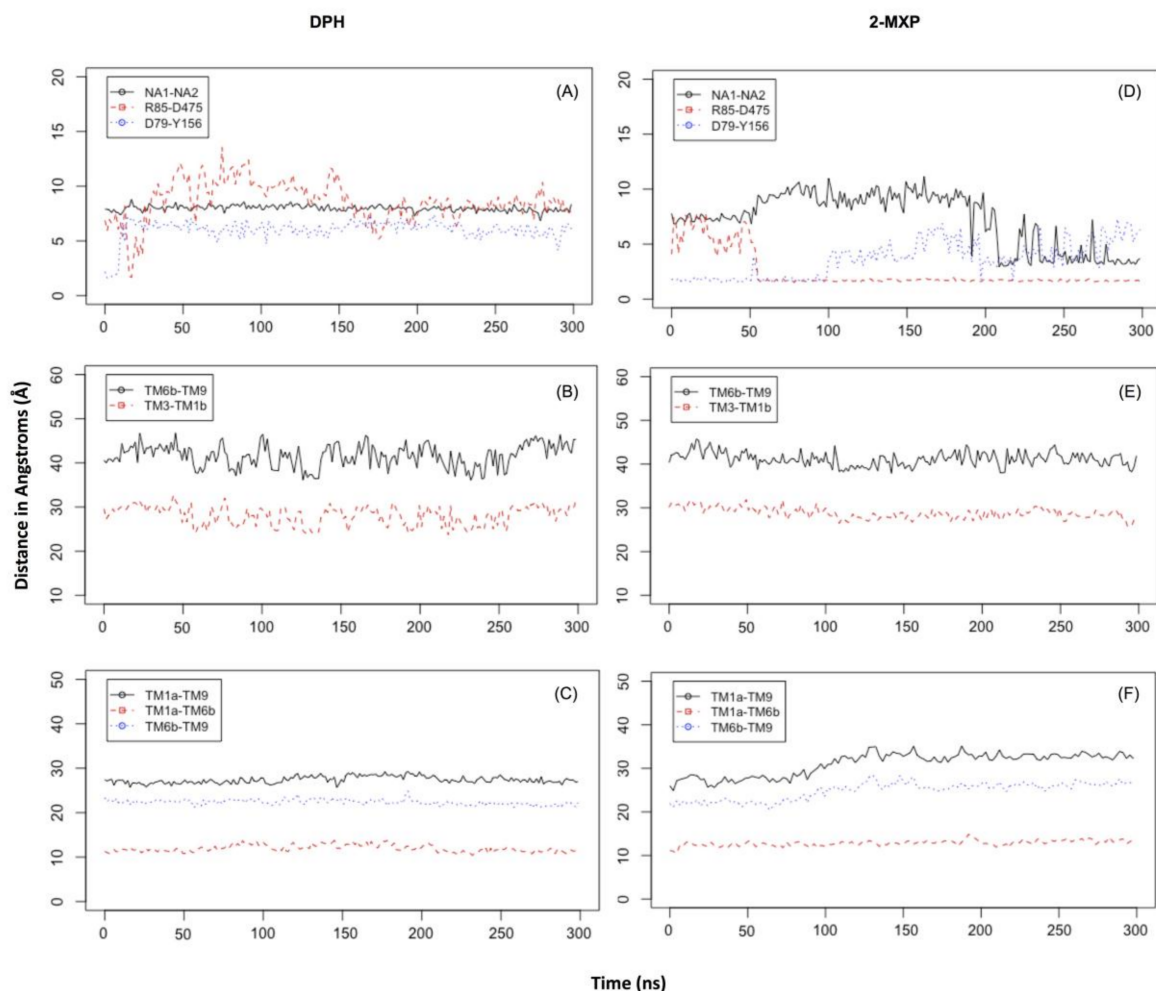 DPH
2-MXP
Distance in Angstroms (Å)
(A)
NA1-NA2
R85-D475
D79-Y156
20
15
10
5
0
0 50 100 150 200 250 300
(D)
NA1-NA2
R85-D475
D79-Y156
20
15
10
5
0
0 50 100 150 200 250 300
(B)
TM6b-TM9
TM3-TM1b
60
50
40
30
20
10
0 50 100 150 200 250 300
(E)
TM6b-TM9
TM3-TM1b
60
50
40
30
20
10
0 50 100 150 200 250 300
(C)
TM1a-TM9
TM1a-TM6b
TM6b-TM9
50
40
30
20
10
0
0 50 100 150 200 250 300
(F)
TM1a-TM9
TM1a-TM6b
TM6b-TM9
50
40
30
20
10
0
0 50 100 150 200 250 300
Time (ns)